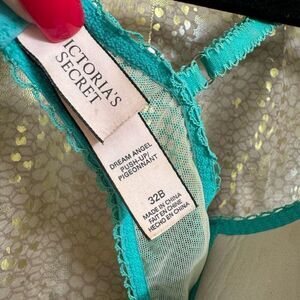 VICTORIA'S
SECRET
DREAM ANGEL
PUSH-UP/
PIGEONNANT
32B
MADE IN CHINA
FAIT EN CHINE
HECHO EN CHINA